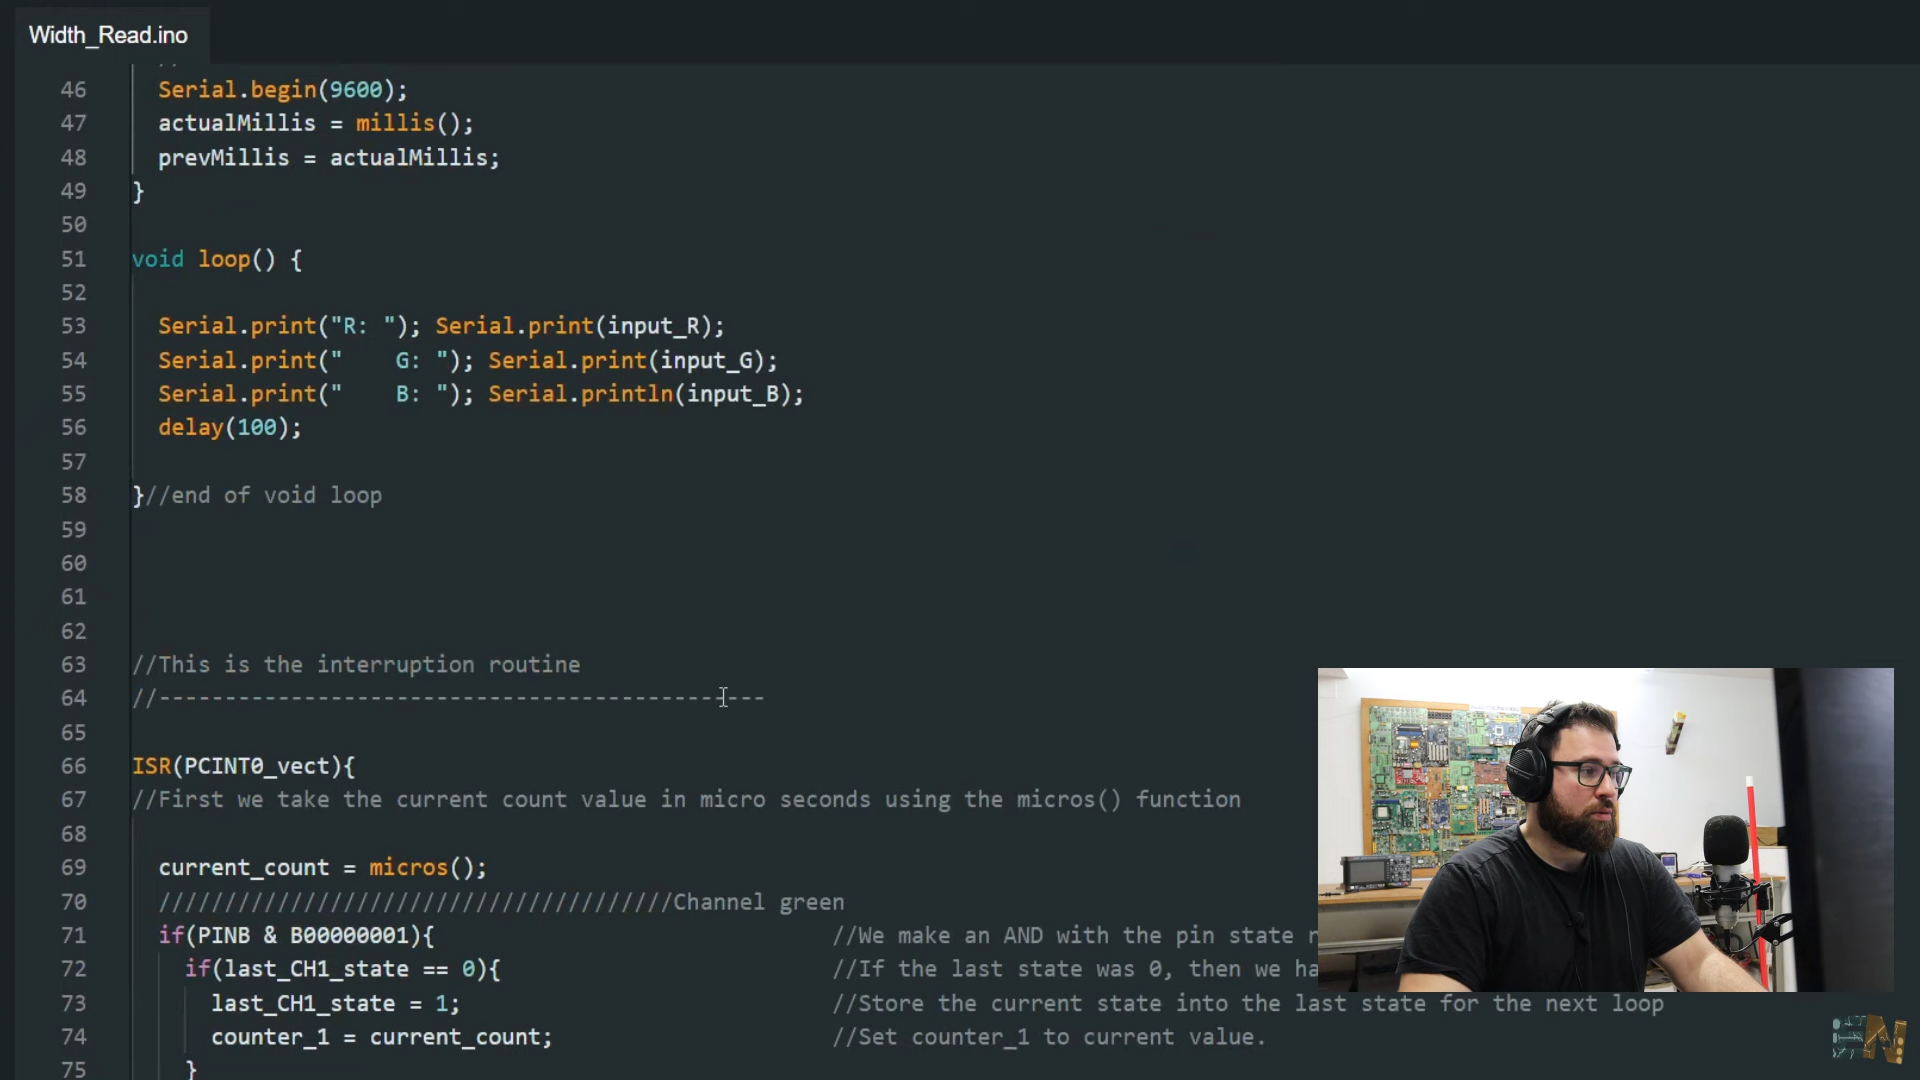 Width_Read.ino
46 Serial.begin(9600);
47 actualMillis = millis();
48 prevMillis = actualMillis;
49 }
50
51 void loop() {
52
53 Serial.print("R: "); Serial.print(input_R);
54 Serial.print("    G: "); Serial.print(input_G);
55 Serial.print("    B: "); Serial.println(input_B);
56 delay(100);
57
58 }//end of void loop
59
60
61
62
63 //This is the interruption routine
64 //----------------------------------------------
65
66 ISR(PCINT0_vect){
67 //First we take the current count value in micro seconds using the micros() function
68
69 current_count = micros();
70 ///////////////////////////////////////Channel green
71 if(PINB & B00000001){ //We make an AND with the pin state
72 if(last_CH1_state == 0){ //If the last state was 0, then we
73 last_CH1_state = 1; //Store the current state into the last state for the next loop
74 counter_1 = current_count; //Set counter_1 to current value.
75 }
EN